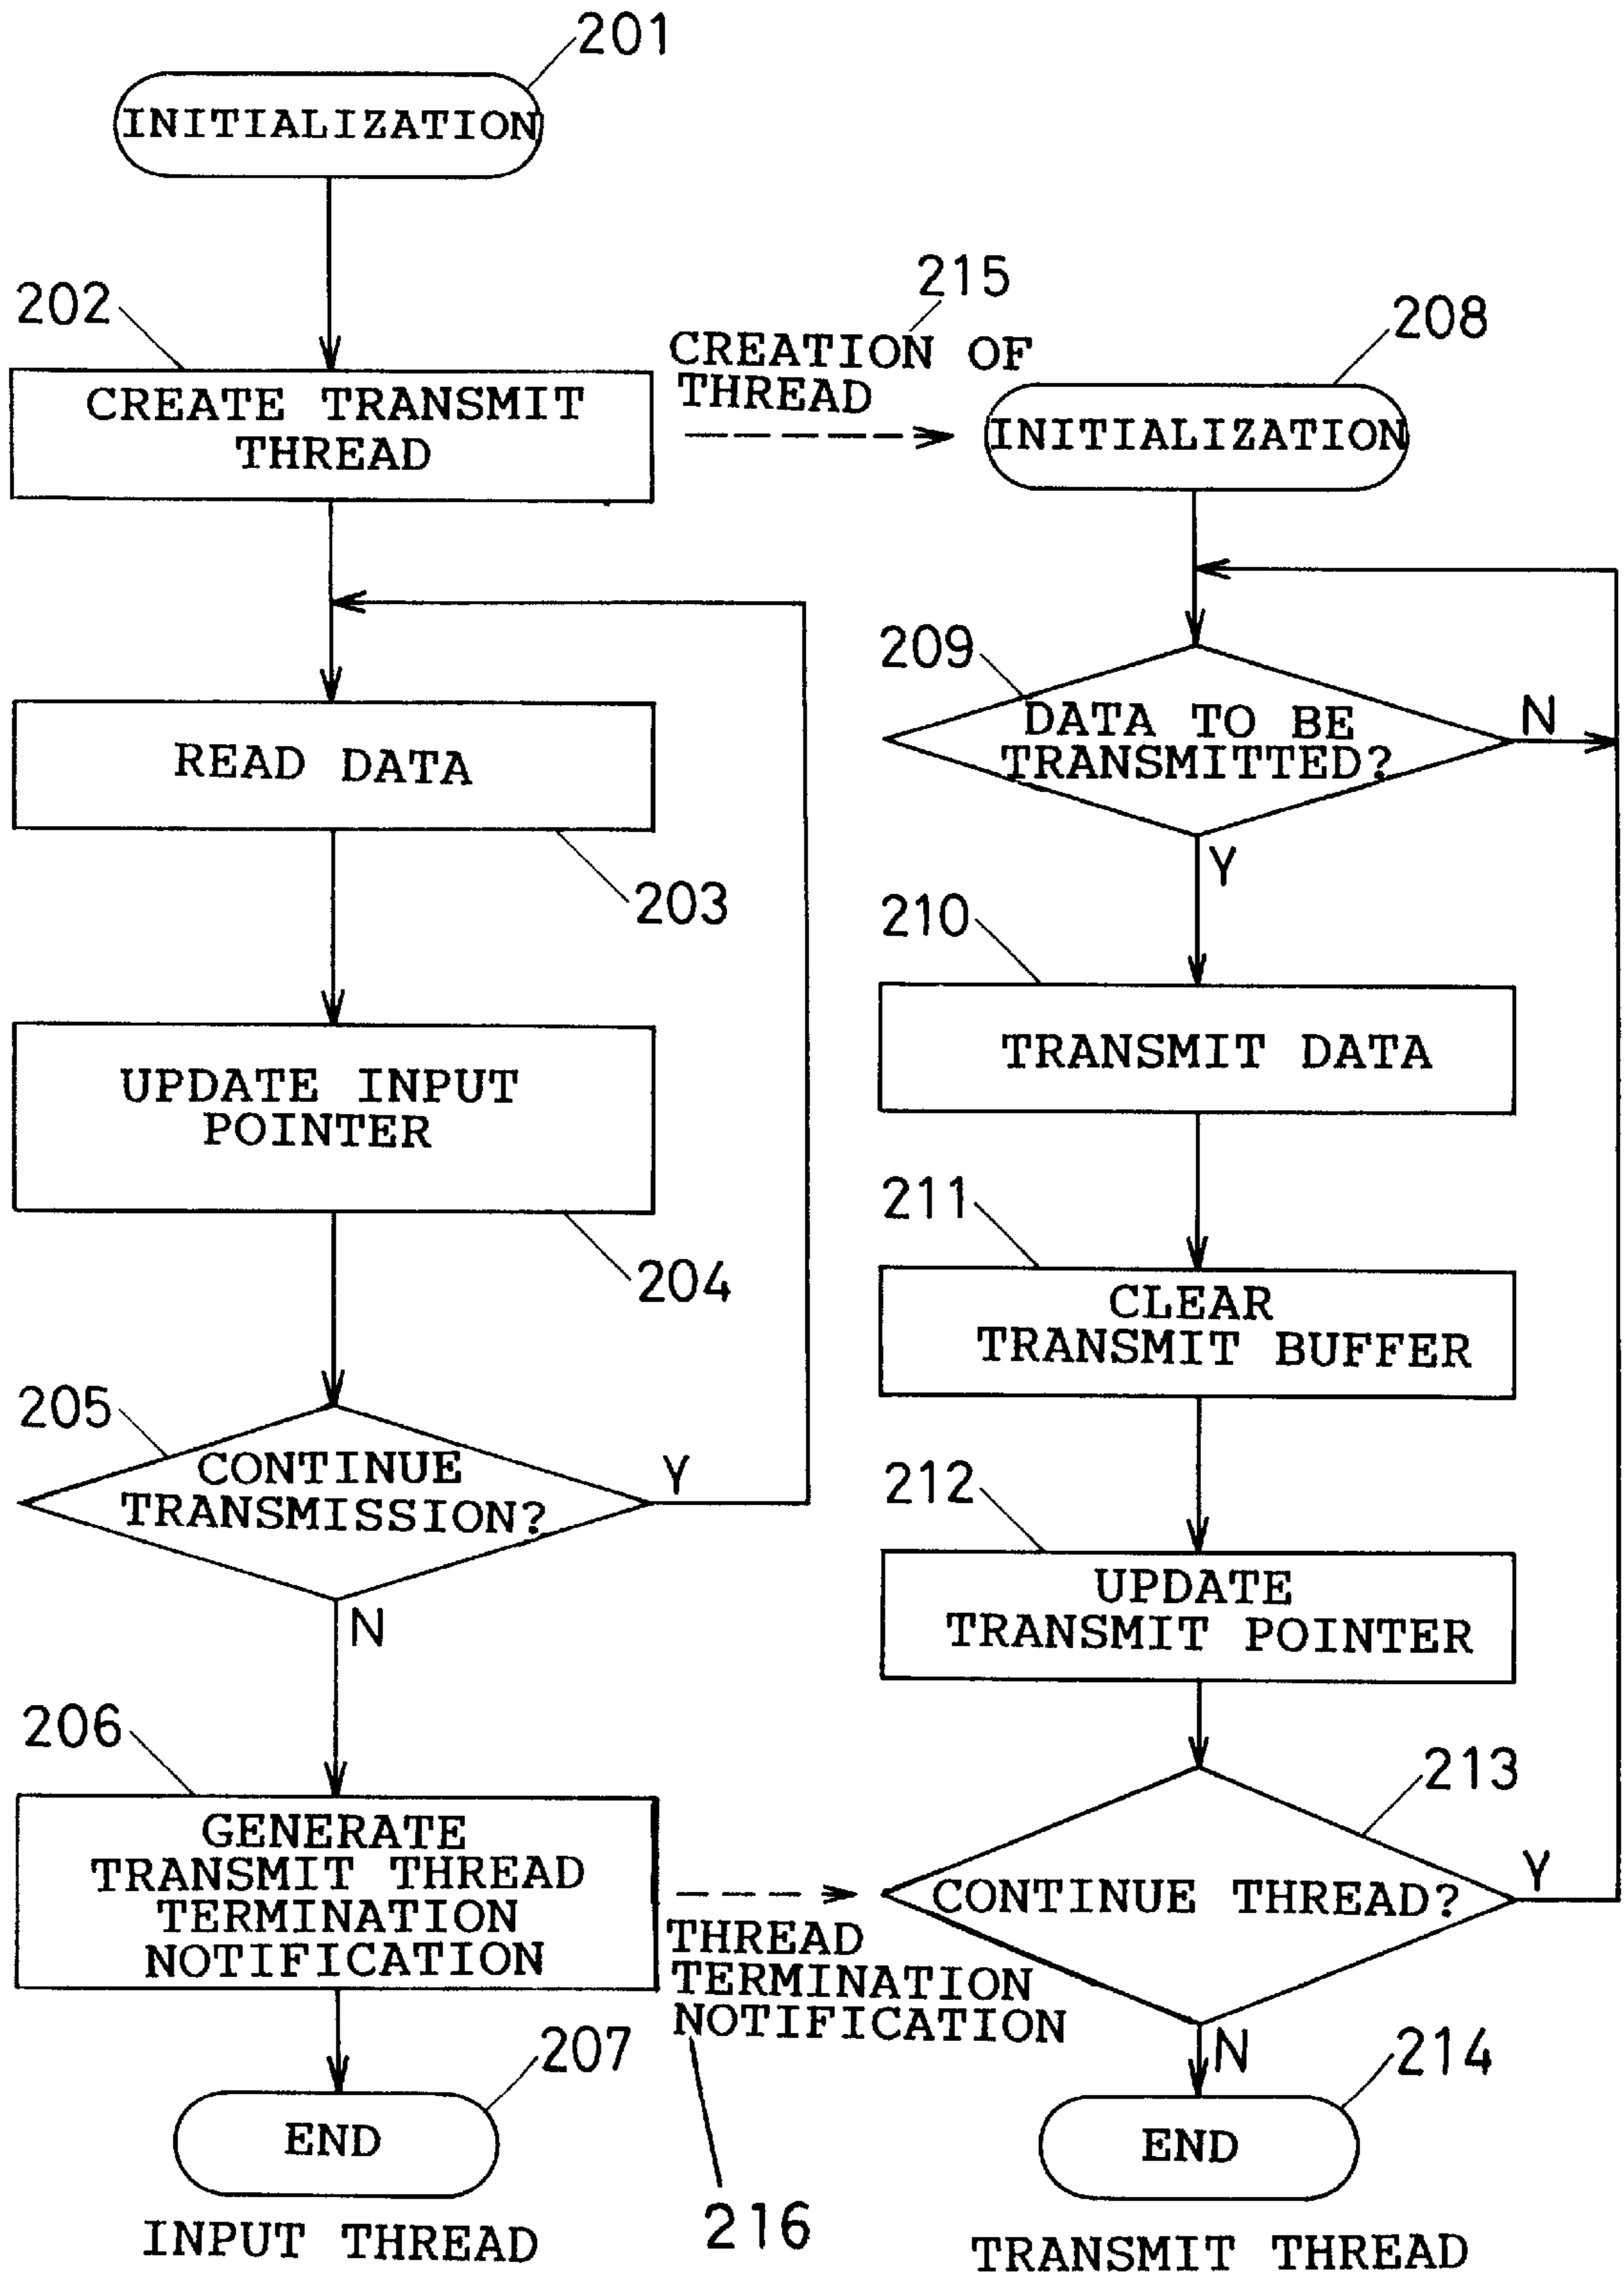 201
INITIALIZATION
202
CREATE TRANSMIT
THREAD
215
CREATION OF
THREAD
208
INITIALIZATION
READ DATA
203
209
DATA TO BE
TRANSMITTED?
N
Y
UPDATE INPUT
POINTER
204
210
TRANSMIT DATA
211
CLEAR
TRANSMIT BUFFER
205
CONTINUE
TRANSMISSION?
Y
N
212
UPDATE
TRANSMIT POINTER
206
GENERATE
TRANSMIT THREAD
TERMINATION
NOTIFICATION
THREAD
TERMINATION
NOTIFICATION
216
213
CONTINUE THREAD?
Y
N
207
END
INPUT THREAD
214
END
TRANSMIT THREAD